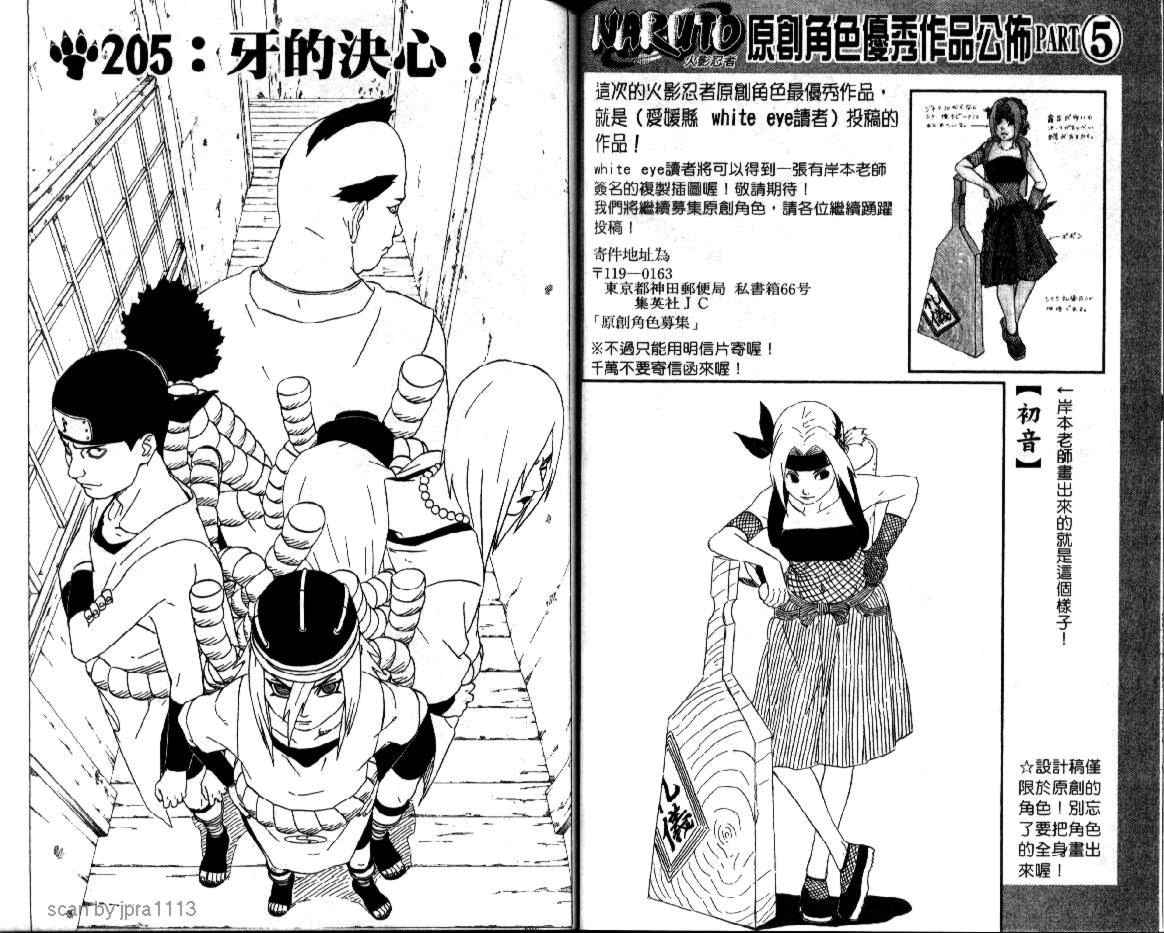 205：牙的決心！
scan by jpra1113
NARUTO
火影忍者
原創角色優秀作品公佈PART⑤
這次的火影忍者原創角色最優秀作品，
就是（愛媛縣 white eye讀者）投稿的
作品！
white eye讀者將可以得到一張有岸本老師
簽名的複製插圖喔！敬請期待！
我們將繼續募集原創角色，請各位繼續踴躍
投稿！
寄件地址為
〒119—0163
東京都神田郵便局 私書箱66号
集英社ＪＣ
「原創角色募集」
※不過只能用明信片寄喔！
千萬不要寄信函來喔！
礼儀
←岸本老師畫出來的就是這個樣子！
【初音】
礼儀
☆設計稿僅
限於原創的
角色！別忘
了要把角色
的全身畫出
來喔！